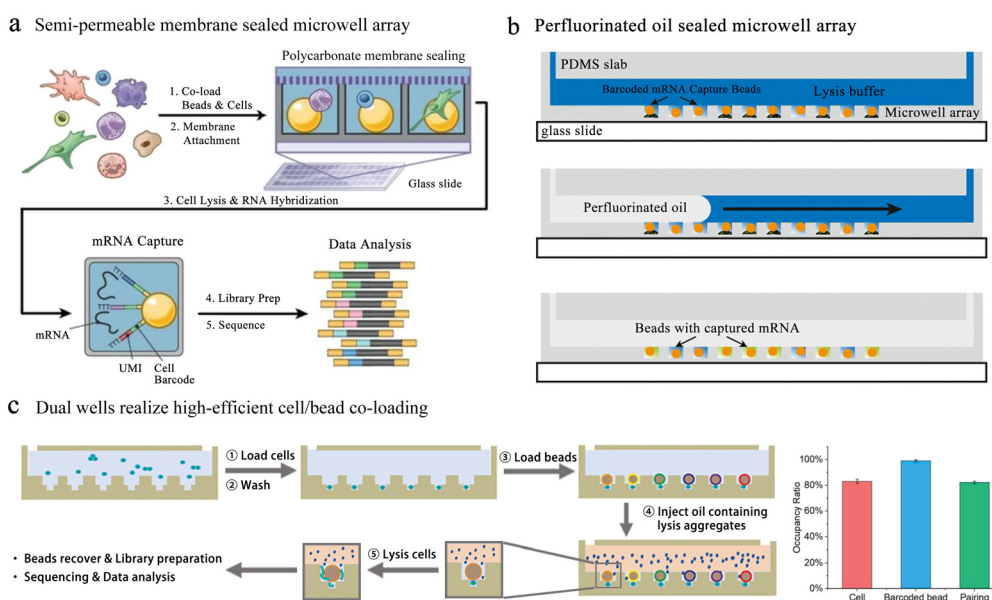 a Semi-permeable membrane sealed microwell array
Polycarbonate membrane sealing
1. Co-load
Beads & Cells
2. Membrane
Attachment
Glass slide
3. Cell Lysis & RNA Hybridization
mRNA Capture
mRNA
UMI
Cell
Barcode
4. Library Prep
5. Sequence
Data Analysis
b Perfluorinated oil sealed microwell array
PDMS slab
Barcoded mRNA Capture Beads
Lysis buffer
Microwell array
glass slide
Perfluorinated oil
Beads with captured mRNA
c Dual wells realize high-efficient cell/bead co-loading
① Load cells
② Wash
③ Load beads
④ Inject oil containing
lysis aggregates
⑤ Lysis cells
• Beads recover & Library preparation
• Sequencing & Data analysis
Occupancy Ratio
100%
80%
60%
40%
20%
0%
Cell
Barcoded bead
Pairing